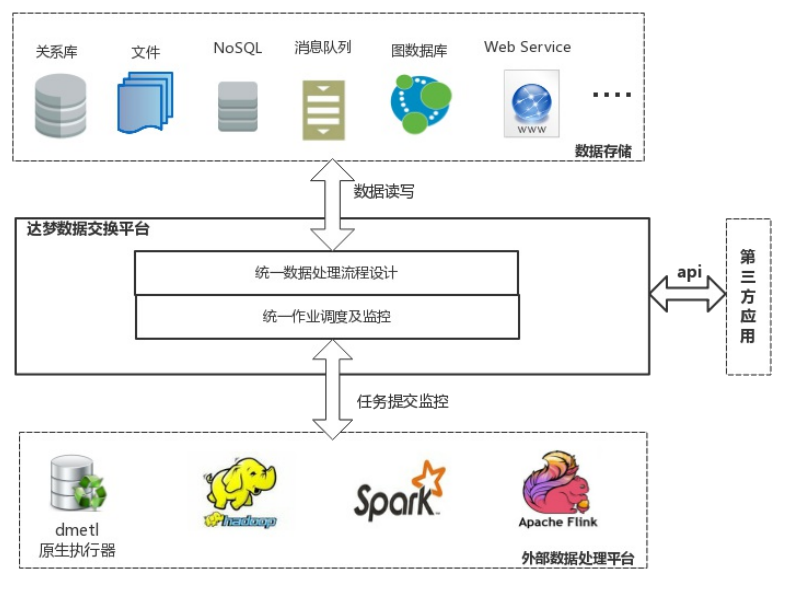 关系库
文件
NoSQL
消息队列
图数据库
Web Service
www
数据存储
数据读写
达梦数据交换平台
统一数据处理流程设计
统一作业调度及监控
api
第三方应用
任务提交监控
dmetl
原生执行器
hadoop
Spark
Apache Flink
外部数据处理平台